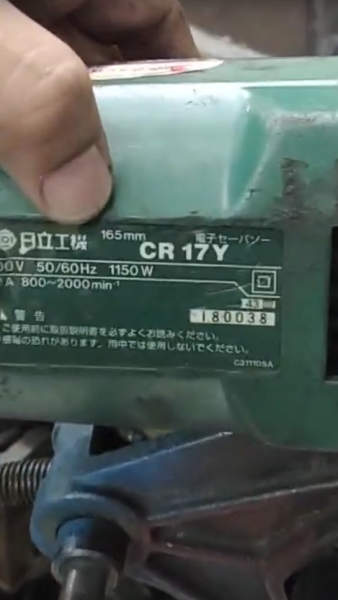 日立工機 165mm 電子セーバソー
CR 17Y
00V 50/60Hz 1150W
A 800~2000min⁻¹
43
警告 180038
ご使用前に取扱説明書を必ずよくお読みください。
感電の恐れがあります。雨中では使用しないでください。
C311105A